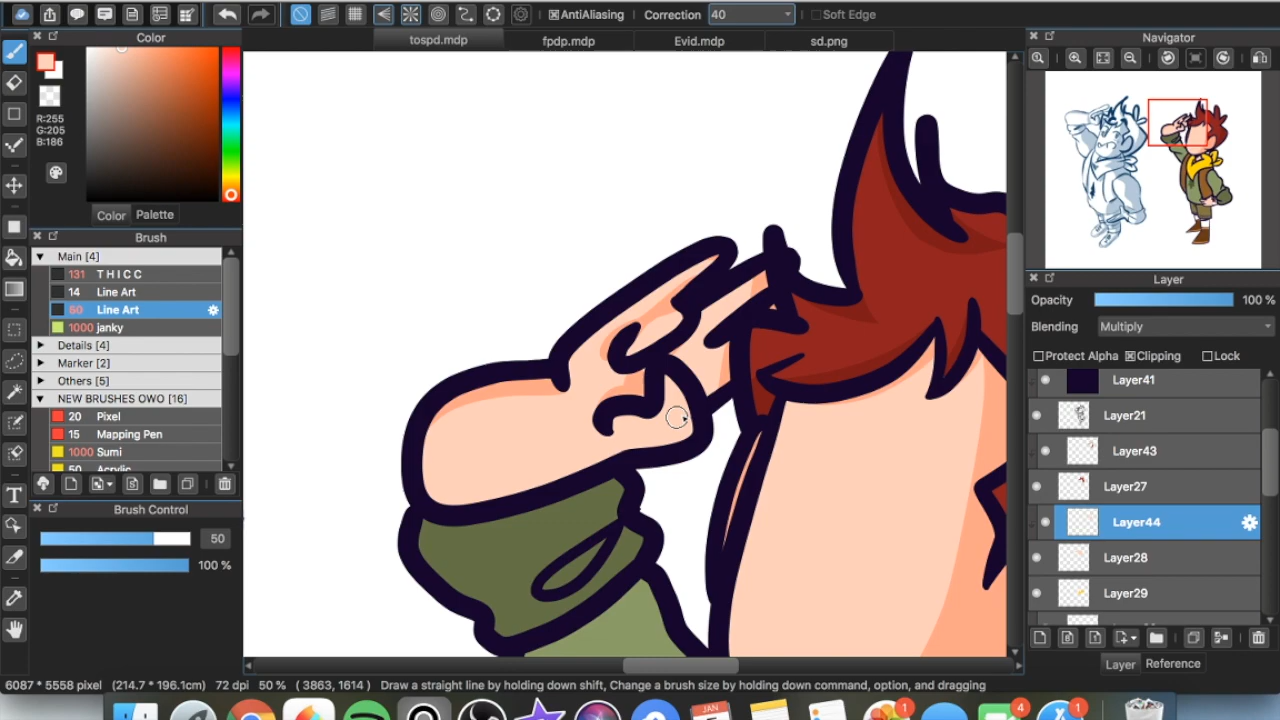 AntiAliasing Correction 40 Soft Edge
tospd.mdp fpdp.mdp Evid.mdp sd.png
Color
R:255
G:205
B:186
Color Palette
Brush
Main [4]
131 T H I C C
14 Line Art
50 Line Art
1000 janky
Details [4]
Marker [2]
Others [5]
NEW BRUSHES OWO [16]
20 Pixel
15 Mapping Pen
1000 Sumi
50 Acrylic
Brush Control
50
100 %
Navigator
Layer
Opacity 100 %
Blending Multiply
Protect Alpha Clipping Lock
Layer41
Layer21
Layer43
Layer27
Layer44
Layer28
Layer29
Layer Reference
6087 * 5558 pixel (214.7 * 196.1cm) 72 dpi 50 % ( 3863, 1614 ) Draw a straight line by holding down shift, Change a brush size by holding down command, option, and dragging
JAN 1 4 1